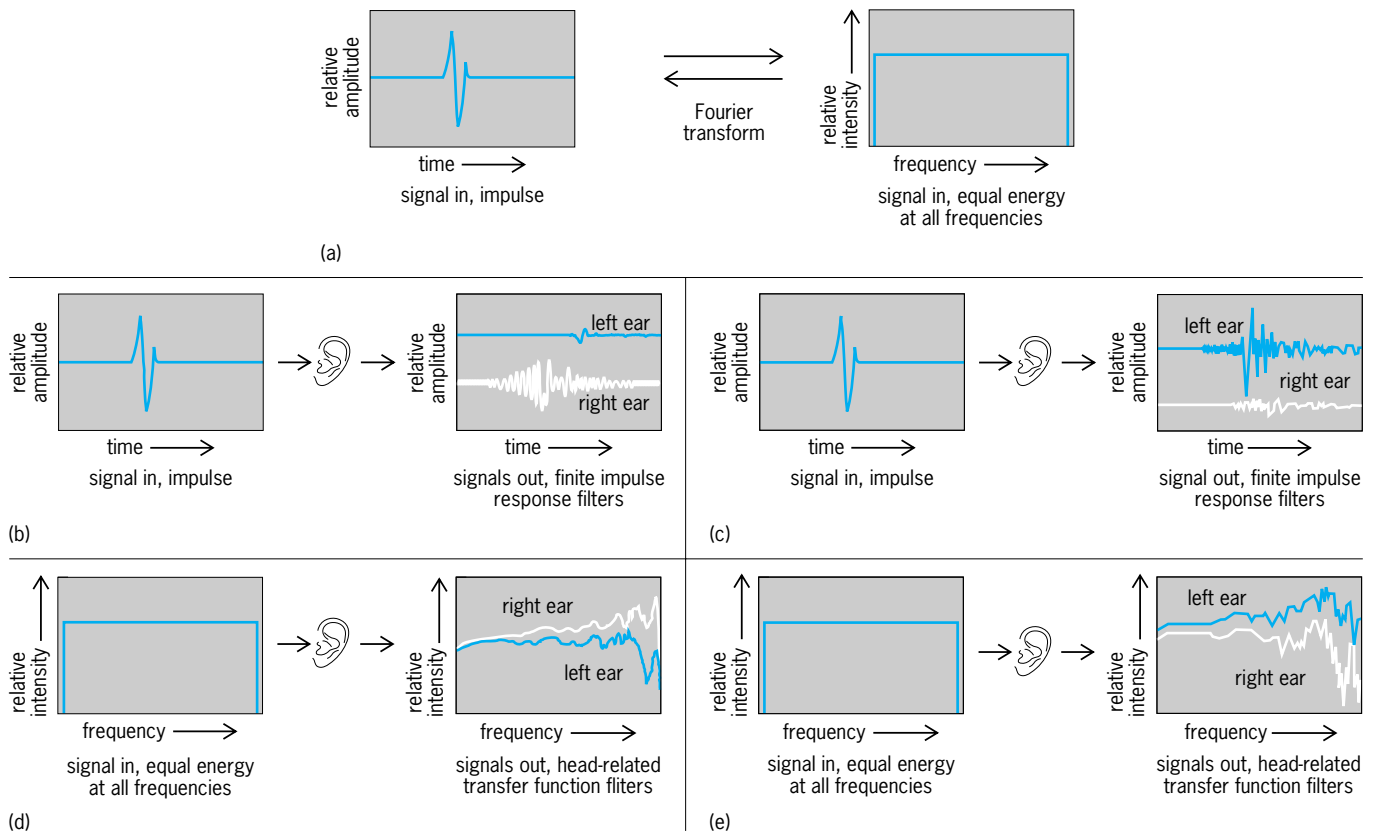 relative
amplitude
time
signal in, impulse
Fourier
transform
relative
intensity
frequency
signal in, equal energy
at all frequencies
(a)
relative
amplitude
time
signal in, impulse
relative
amplitude
left ear
right ear
time
signals out, finite impulse
response filters
(b)
relative
amplitude
time
signal in, impulse
relative
amplitude
left ear
right ear
time
signal out, finite impulse
response filters
(c)
relative
intensity
frequency
signal in, equal energy
at all frequencies
relative
intensity
right ear
left ear
frequency
signals out, head-related
transfer function fliters
(d)
relative
intensity
frequency
signal in, equal energy
at all frequencies
relative
intensity
left ear
right ear
frequency
signals out, head-related
transfer function filters
(e)